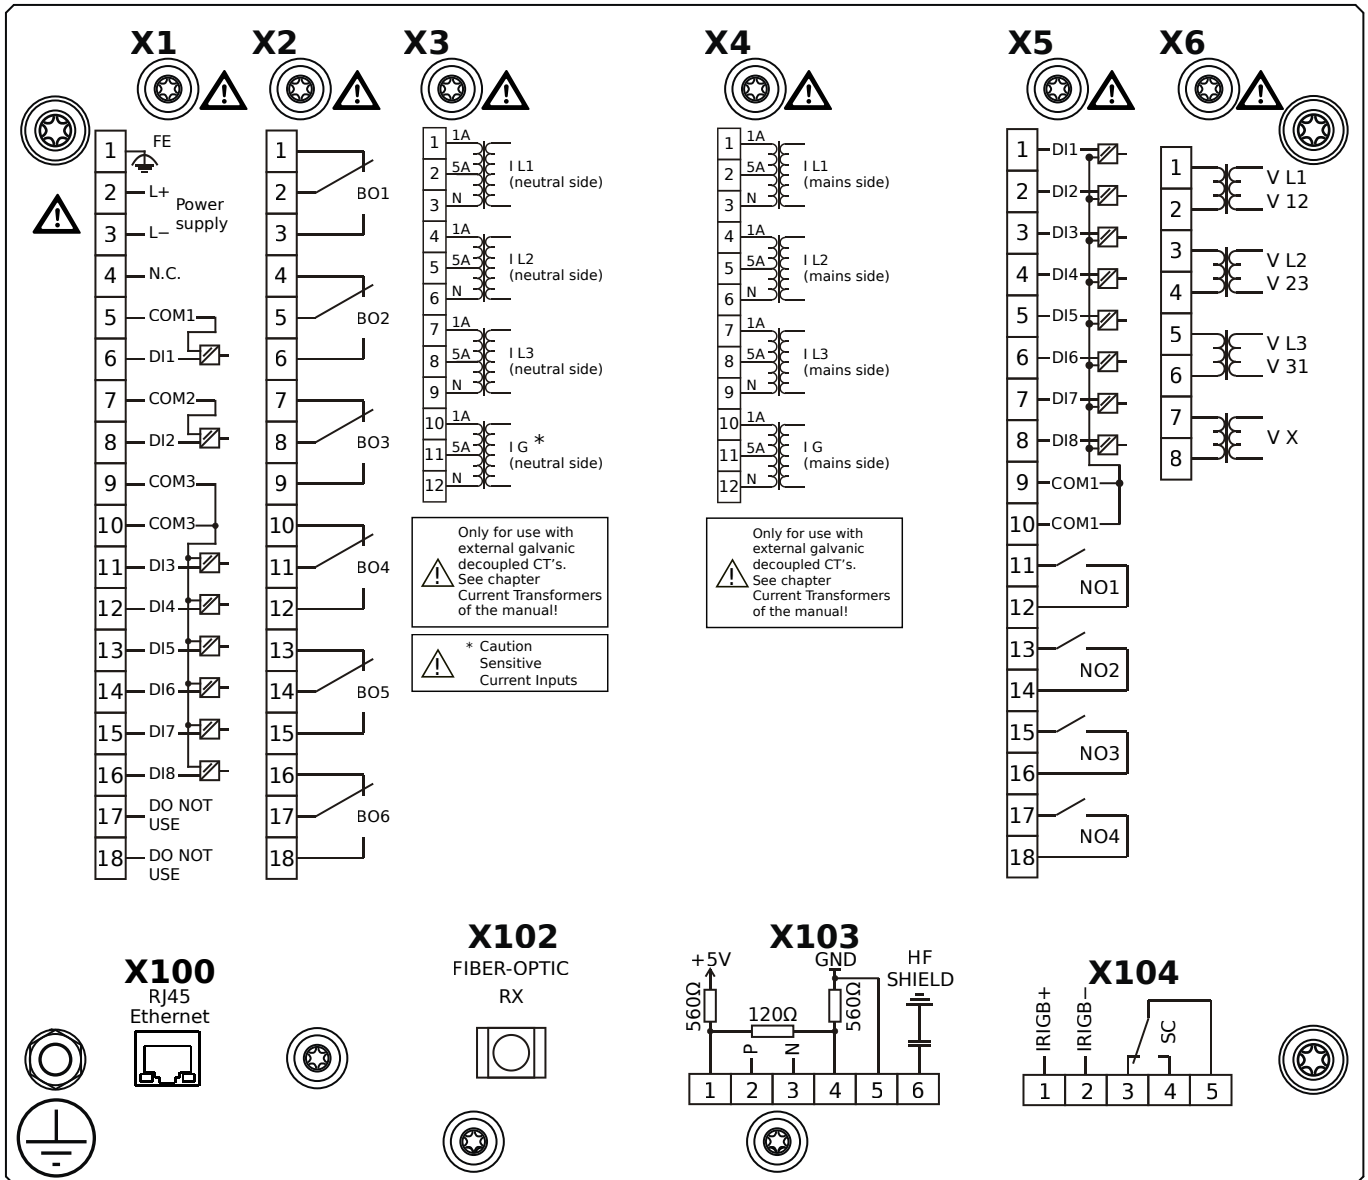 X1
X2
X3
X4
X5
X6
1 FE
2 L+ Power
3 L− supply
4 N.C.
5 COM1
6 DI1
7 COM2
8 DI2
9 COM3
10 COM3
11 DI3
12 DI4
13 DI5
14 DI6
15 DI7
16 DI8
17 DO NOT
USE
18 DO NOT
USE
1
2 BO1
3
4
5 BO2
6
7
8 BO3
9
10
11 BO4
12
13
14 BO5
15
16
17 BO6
18
1 1A
2 5A I L1
(neutral side)
3 N
4 1A
5 5A I L2
(neutral side)
6 N
7 1A
8 5A I L3
(neutral side)
9 N
10 1A
11 5A I G *
(neutral side)
12 N
Only for use with
external galvanic
decoupled CT's.
See chapter
Current Transformers
of the manual!
* Caution
Sensitive
Current Inputs
1 1A
2 5A I L1
(mains side)
3 N
4 1A
5 5A I L2
(mains side)
6 N
7 1A
8 5A I L3
(mains side)
9 N
10 1A
11 5A I G
(mains side)
12 N
Only for use with
external galvanic
decoupled CT's.
See chapter
Current Transformers
of the manual!
1 DI1
2 DI2
3 DI3
4 DI4
5 DI5
6 DI6
7 DI7
8 DI8
9 COM1
10 COM1
11
NO1
12
13
NO2
14
15
NO3
16
17
NO4
18
1 V L1
2 V 12
3 V L2
4 V 23
5 V L3
6 V 31
7
V X
8
X100
RJ45
Ethernet
X102
FIBER-OPTIC
RX
X103
+5V GND HF
SHIELD
560Ω 120Ω 560Ω
P N
1 2 3 4 5 6
X104
IRIGB+ IRIGB− SC
1 2 3 4 5